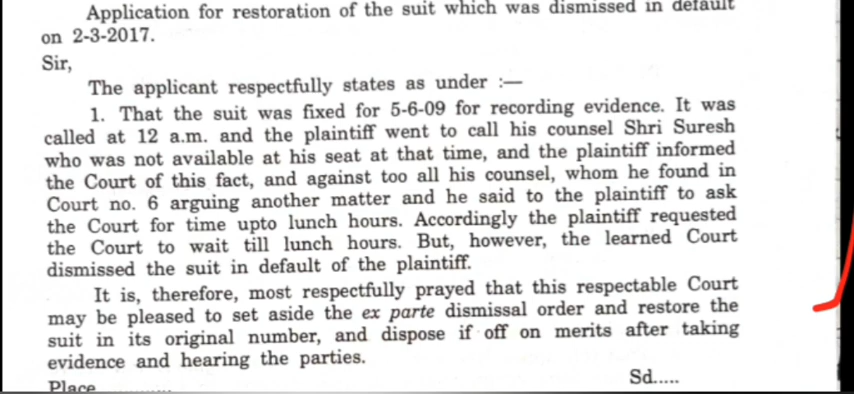 Application for restoration of the suit which was dismissed in default
on 2-3-2017.
Sir,
The applicant respectfully states as under :—
1. That the suit was fixed for 5-6-09 for recording evidence. It was
called at 12 a.m. and the plaintiff went to call his counsel Shri Suresh
who was not available at his seat at that time, and the plaintiff informed
the Court of this fact, and against too all his counsel, whom he found in
Court no. 6 arguing another matter and he said to the plaintiff to ask
the Court for time upto lunch hours. Accordingly the plaintiff requested
the Court to wait till lunch hours. But, however, the learned Court
dismissed the suit in default of the plaintiff.
It is, therefore, most respectfully prayed that this respectable Court
may be pleased to set aside the ex parte dismissal order and restore the
suit in its original number, and dispose if off on merits after taking
evidence and hearing the parties.
Place............... Sd.....